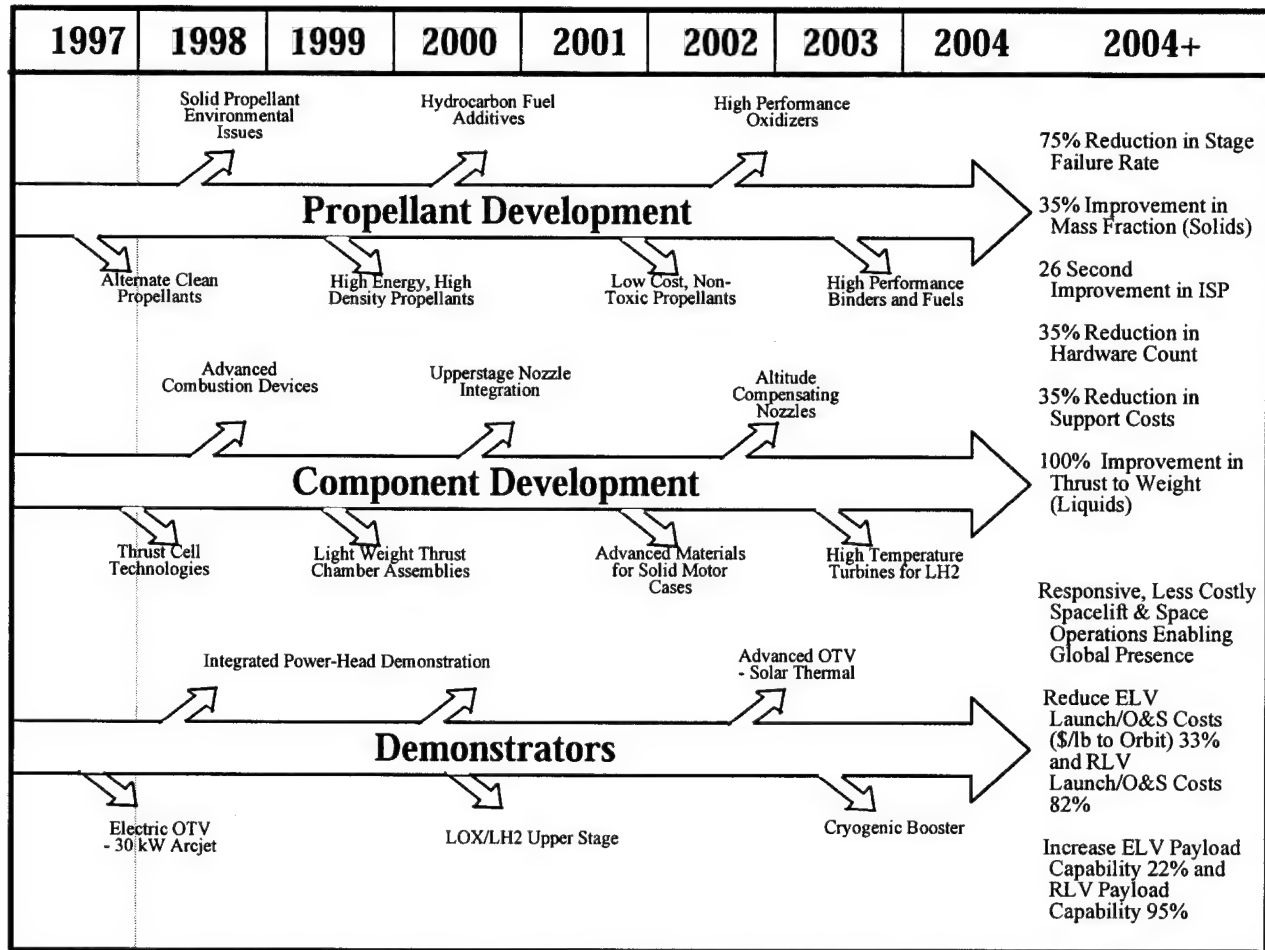 1997 1998 1999 2000 2001 2002 2003 2004 2004+
Solid Propellant
Environmental
Issues
Hydrocarbon Fuel
Additives
High Performance
Oxidizers
Propellant Development
Alternate Clean
Propellants
High Energy, High
Density Propellants
Low Cost, Non-
Toxic Propellants
High Performance
Binders and Fuels
Advanced
Combustion Devices
Upperstage Nozzle
Integration
Altitude
Compensating
Nozzles
Component Development
Thrust Cell
Technologies
Light Weight Thrust
Chamber Assemblies
Advanced Materials
for Solid Motor
Cases
High Temperature
Turbines for LH2
Integrated Power-Head Demonstration
Advanced OTV
- Solar Thermal
Demonstrators
Electric OTV
- 30 kW Arcjet
LOX/LH2 Upper Stage
Cryogenic Booster
75% Reduction in Stage
Failure Rate
35% Improvement in
Mass Fraction (Solids)
26 Second
Improvement in ISP
35% Reduction in
Hardware Count
35% Reduction in
Support Costs
100% Improvement in
Thrust to Weight
(Liquids)
Responsive, Less Costly
Spacelift & Space
Operations Enabling
Global Presence
Reduce ELV
Launch/O&S Costs
($/lb to Orbit) 33%
and RLV
Launch/O&S Costs
82%
Increase ELV Payload
Capability 22% and
RLV Payload
Capability 95%